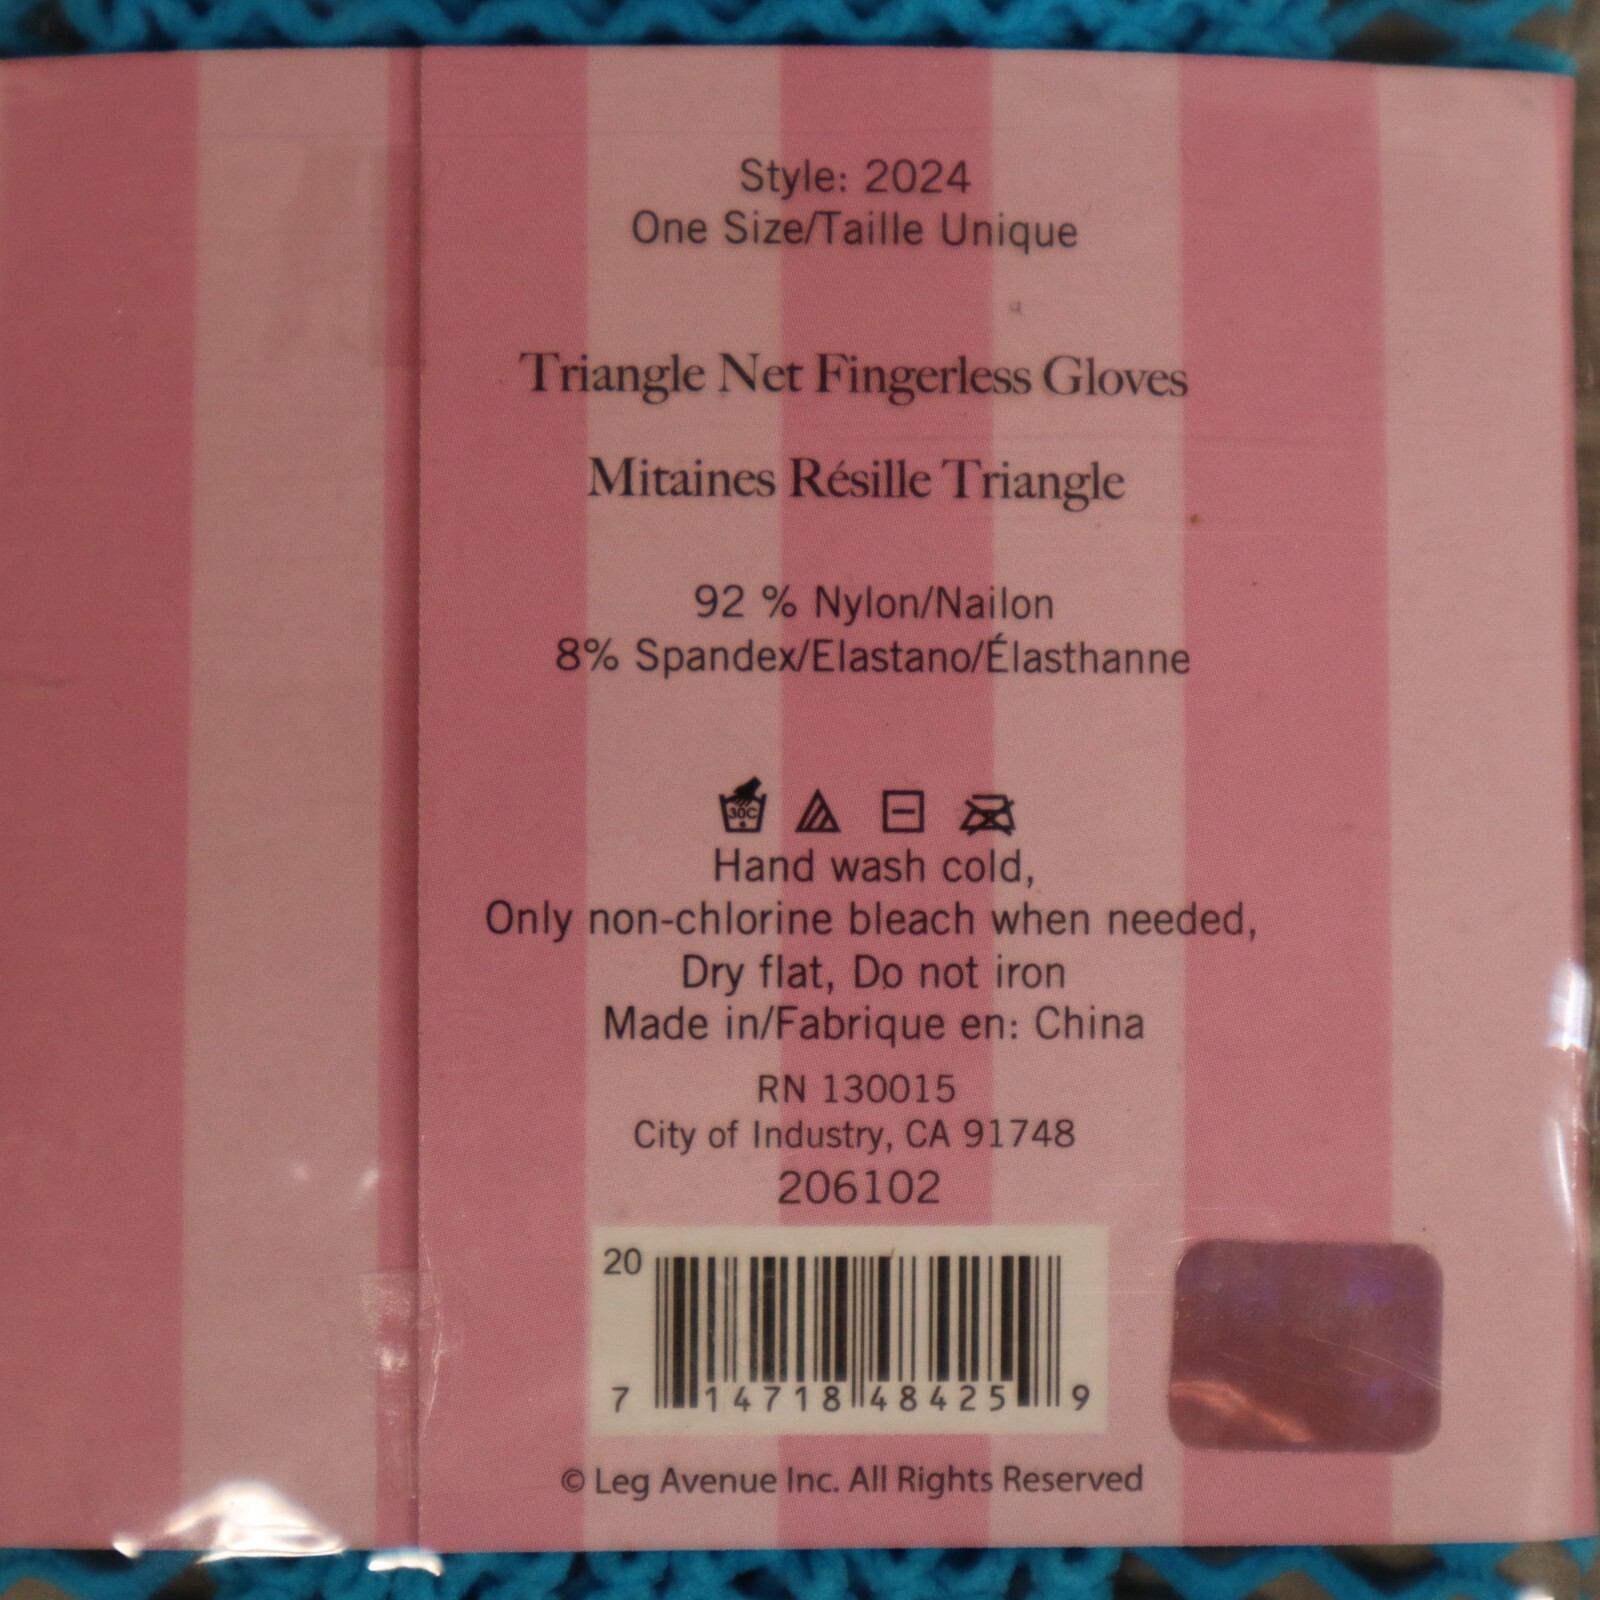 Style: 2024
One Size/Taille Unique
Triangle Net Fingerless Gloves
Mitaines Résille Triangle
92 % Nylon/Nailon
8% Spandex/Elastano/Élasthanne
30C
Hand wash cold,
Only non-chlorine bleach when needed,
Dry flat, Do not iron
Made in/Fabrique en: China
RN 130015
City of Industry, CA 91748
206102
20
7 14718 48425 9
© Leg Avenue Inc. All Rights Reserved